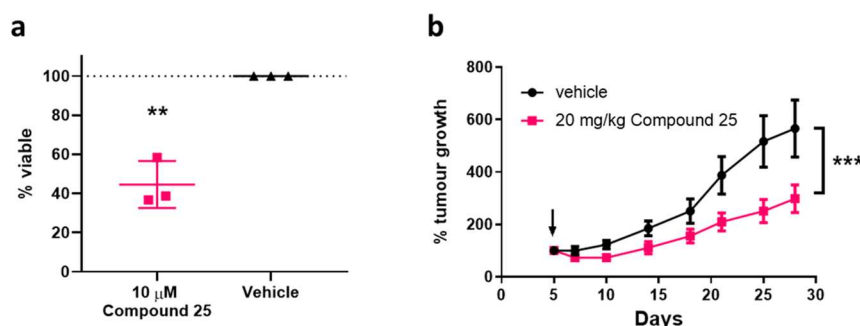 a
% viable
100
80
60
40
20
0
**
10 μM
Compound 25
Vehicle
b
% tumour growth
800
600
400
200
0
vehicle
20 mg/kg Compound 25
***
0 5 10 15 20 25 30
Days